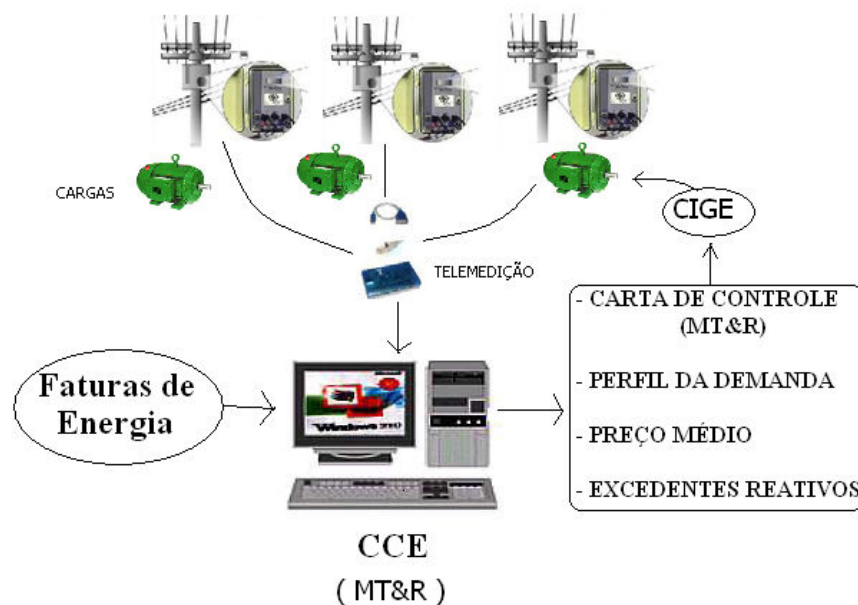 CARGAS
CIGE
TELEMEDIÇÃO
- CARTA DE CONTROLE
(MT&R)
- PERFIL DA DEMANDA
- PREÇO MÉDIO
- EXCEDENTES REATIVOS
Faturas de
Energia
Windows
CCE
( MT&R )